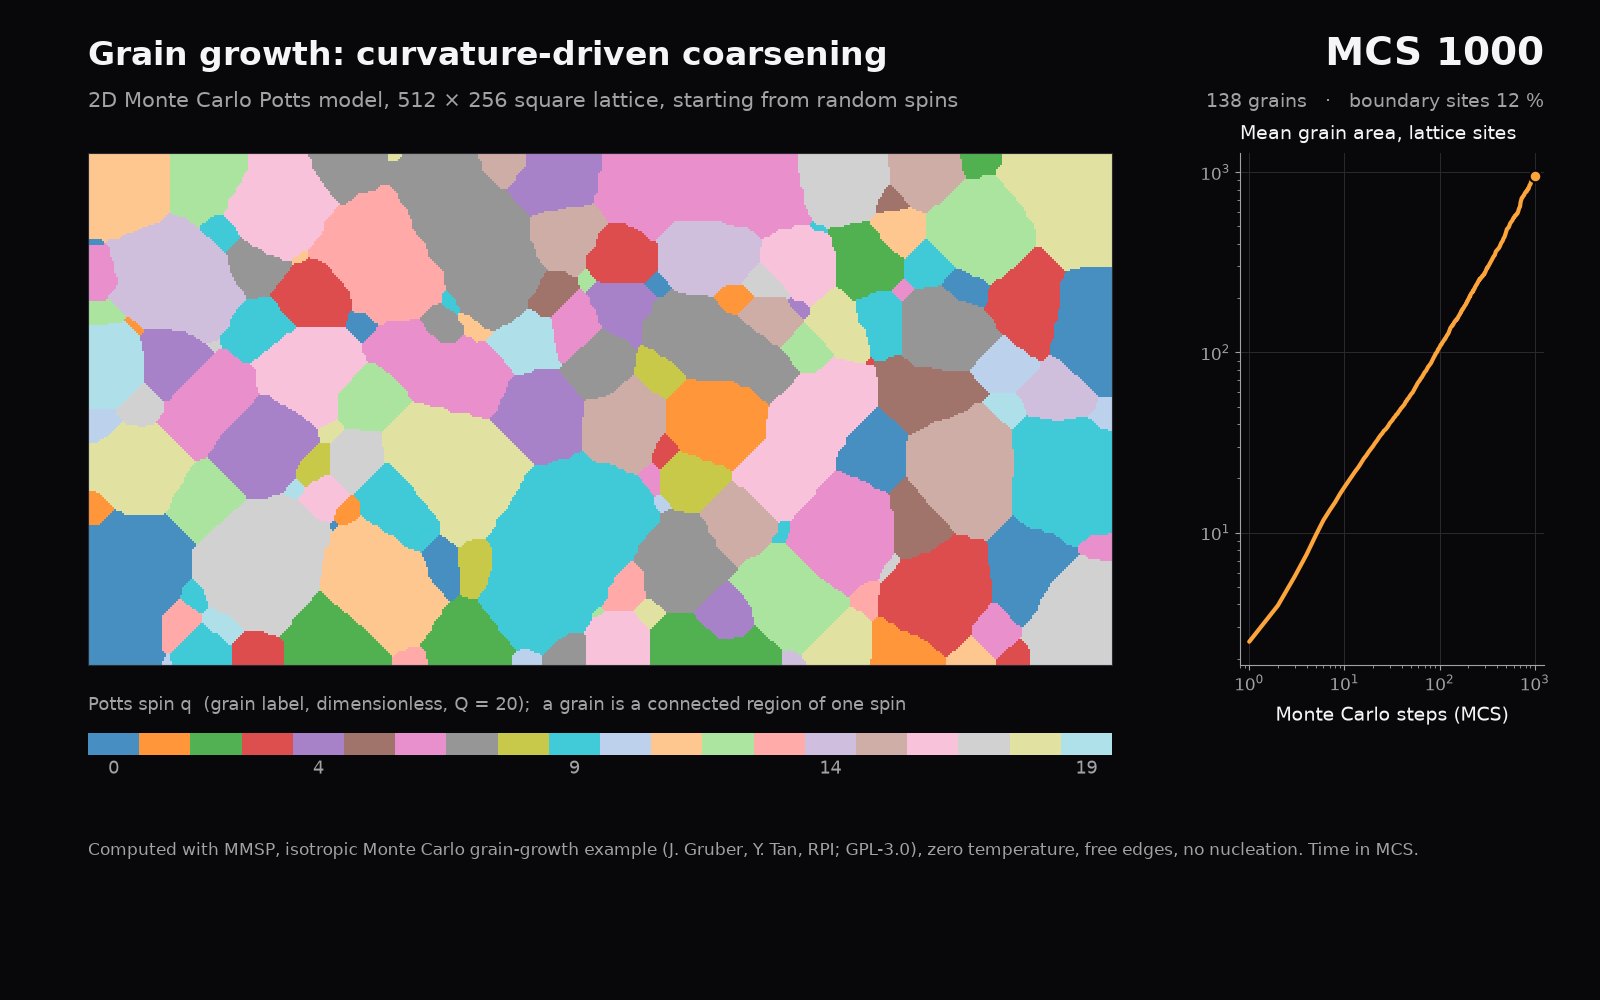 Grain growth: curvature-driven coarsening
MCS 1000
2D Monte Carlo Potts model, 512 × 256 square lattice, starting from random spins
138 grains · boundary sites 12 %
Mean grain area, lattice sites
10³
10²
10¹
10⁰ 10¹ 10² 10³
Monte Carlo steps (MCS)
Potts spin q (grain label, dimensionless, Q = 20); a grain is a connected region of one spin
0 4 9 14 19
Computed with MMSP, isotropic Monte Carlo grain-growth example (J. Gruber, Y. Tan, RPI; GPL-3.0), zero temperature, free edges, no nucleation. Time in MCS.